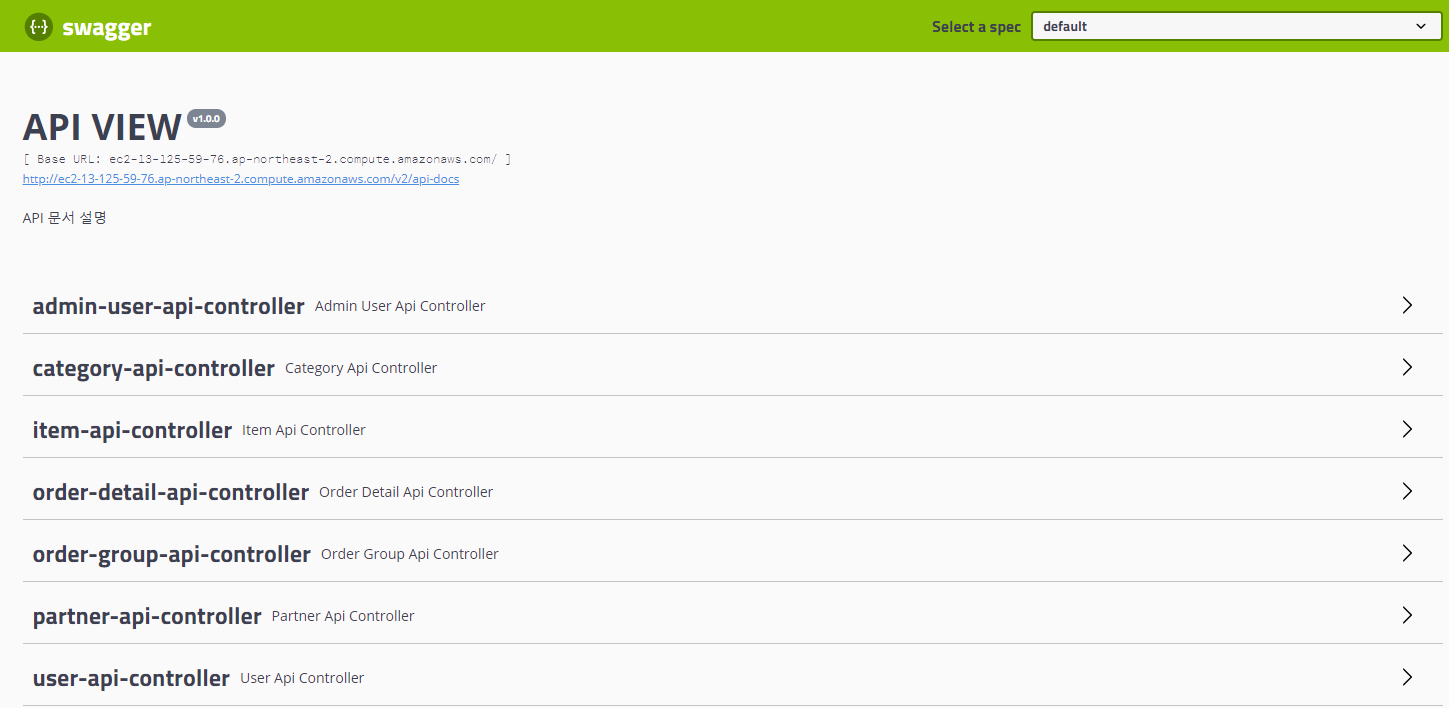 {···} swagger Select a spec default
API VIEW v1.0.0
[ Base URL: ec2-13-125-59-76.ap-northeast-2.compute.amazonaws.com/ ]
http://ec2-13-125-59-76.ap-northeast-2.compute.amazonaws.com/v2/api-docs
API 문서 설명
admin-user-api-controller Admin User Api Controller
category-api-controller Category Api Controller
item-api-controller Item Api Controller
order-detail-api-controller Order Detail Api Controller
order-group-api-controller Order Group Api Controller
partner-api-controller Partner Api Controller
user-api-controller User Api Controller